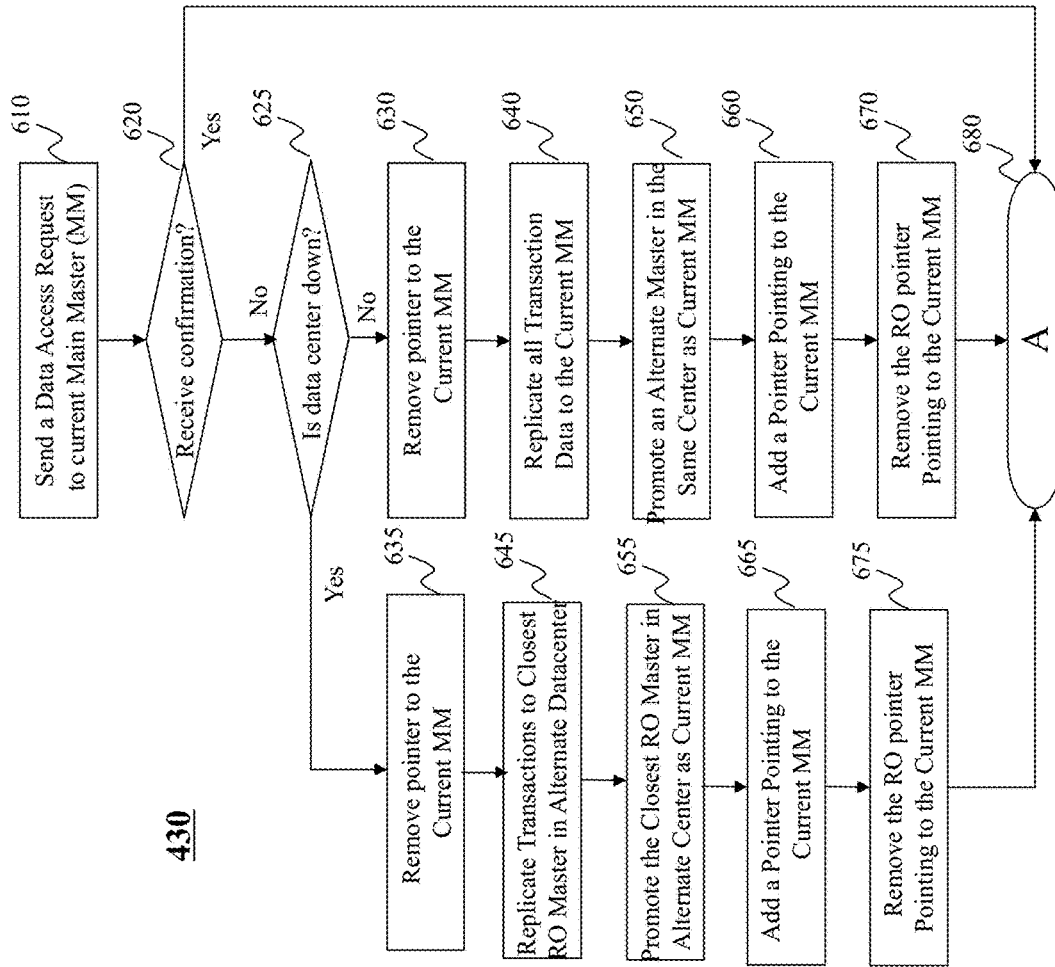 430
610
Send a Data Access Request
to current Main Master (MM)
620
Receive confirmation?
Yes
No
625
Is data center down?
Yes
No
630
Remove pointer to the
Current MM
640
Replicate all Transaction
Data to the Current MM
650
Promote an Alternate Master in the
Same Center as Current MM
660
Add a Pointer Pointing to the
Current MM
670
Remove the RO pointer
Pointing to the Current MM
635
Remove pointer to the
Current MM
645
Replicate Transactions to Closest
RO Master in Alternate Datacenter
655
Promote the Closest RO Master in
Alternate Center as Current MM
665
Add a Pointer Pointing to the
Current MM
675
Remove the RO pointer
Pointing to the Current MM
680
A